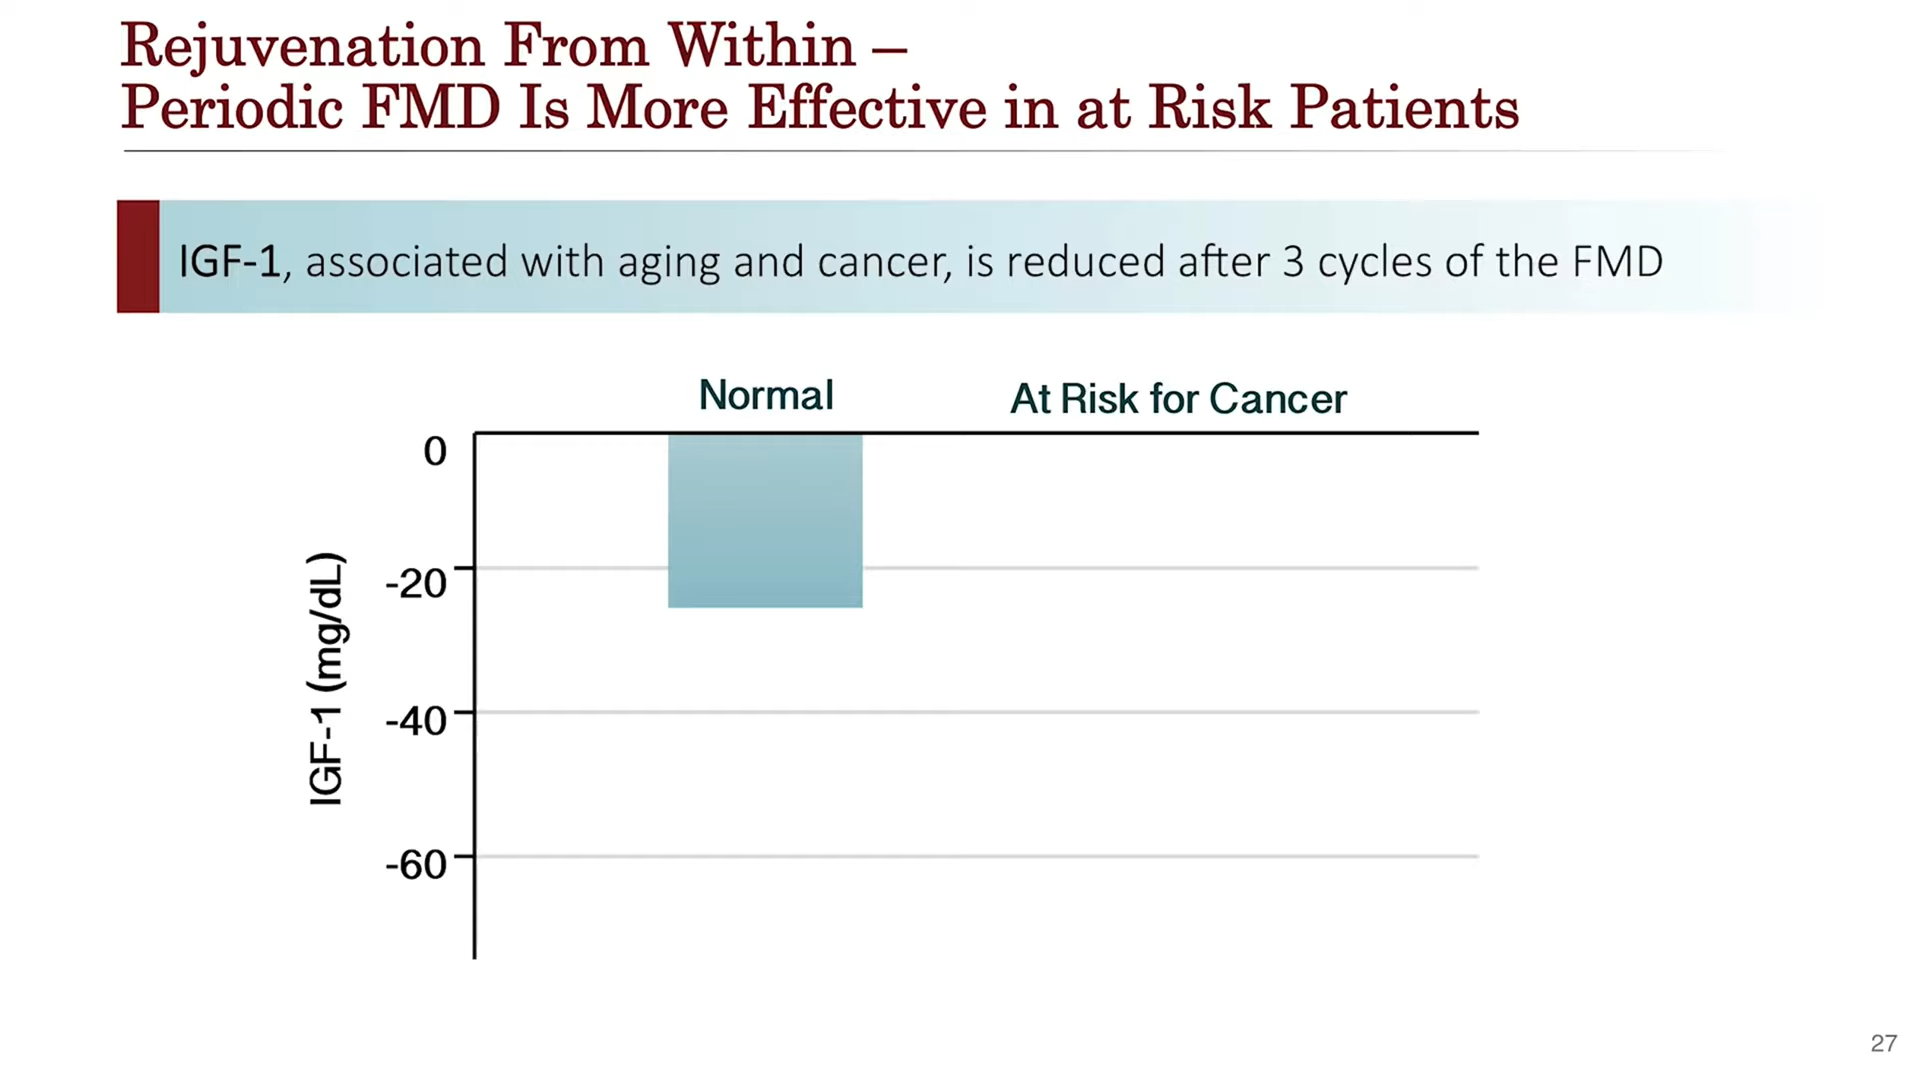 Rejuvenation From Within –
Periodic FMD Is More Effective in at Risk Patients
IGF-1, associated with aging and cancer, is reduced after 3 cycles of the FMD
Normal
At Risk for Cancer
0
-20
-40
-60
IGF-1 (mg/dL)
27